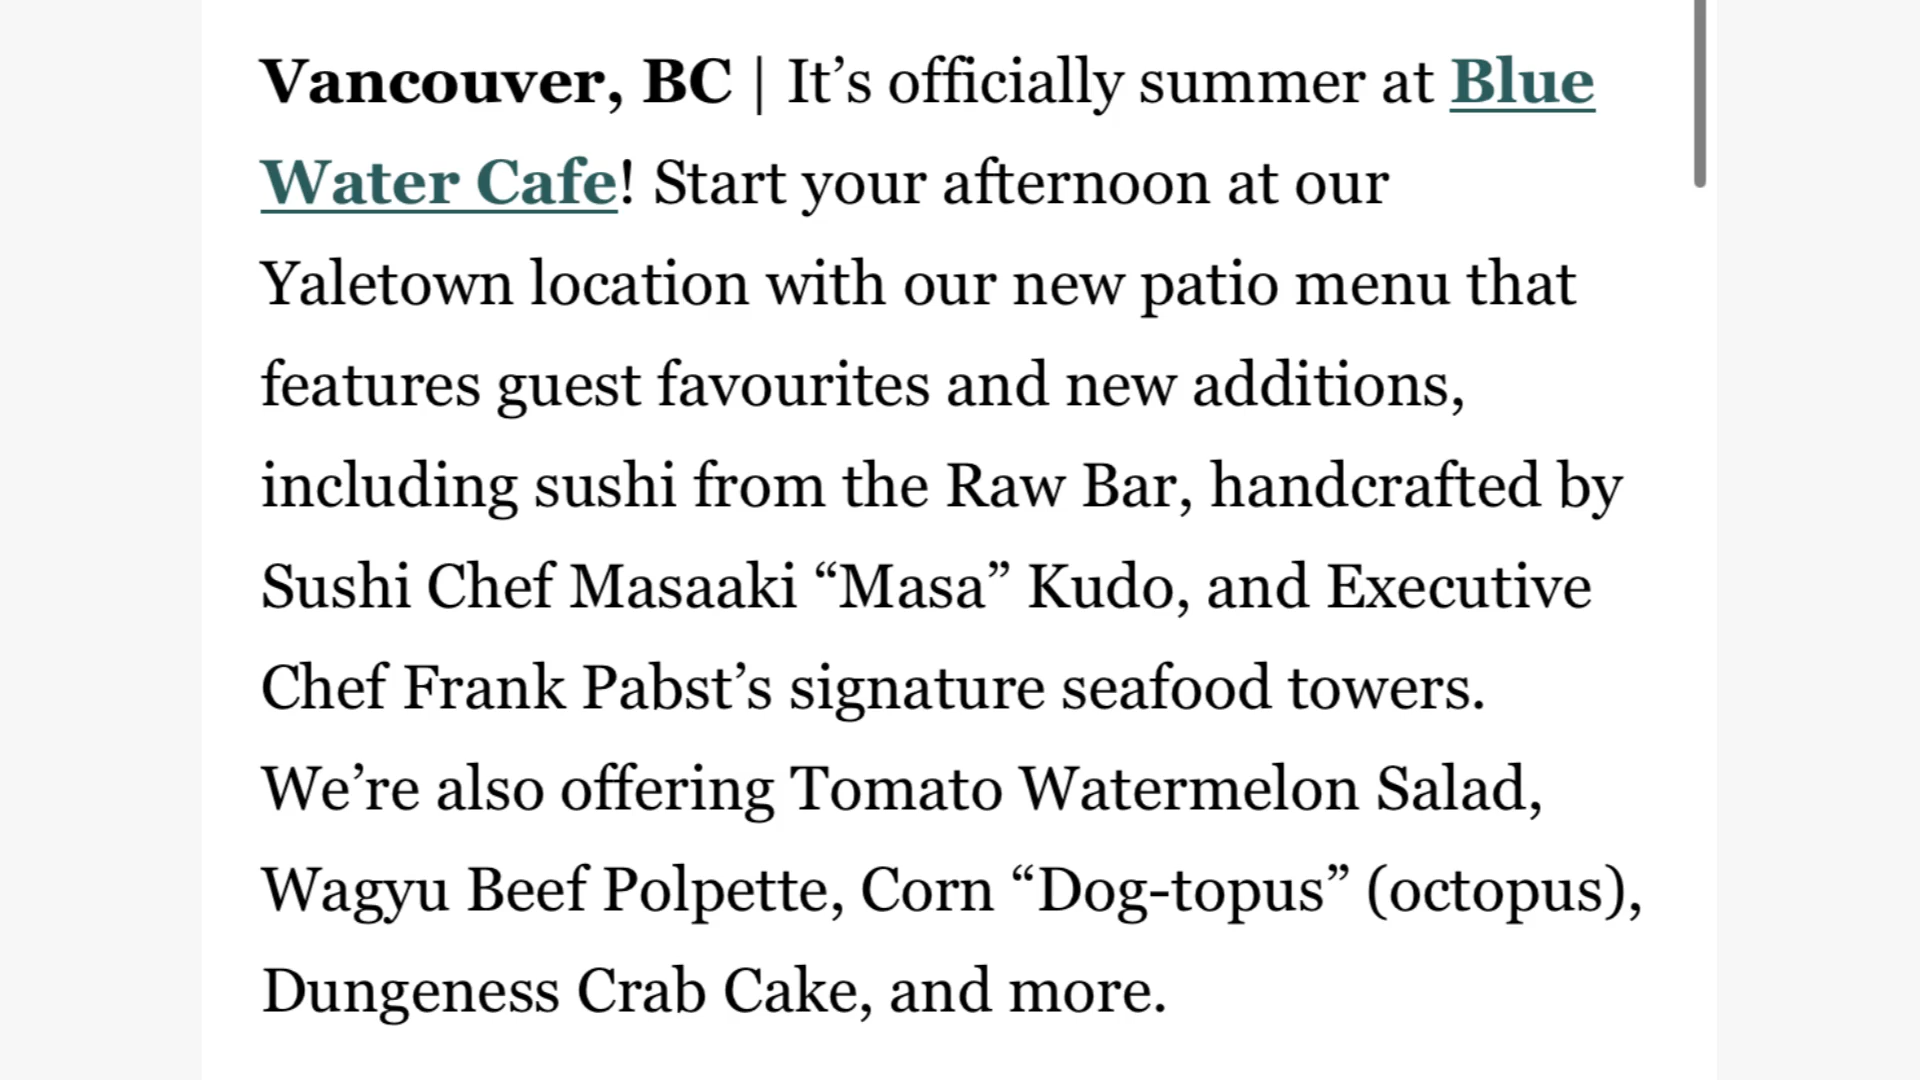 Vancouver, BC | It’s officially summer at Blue
Water Cafe! Start your afternoon at our
Yaletown location with our new patio menu that
features guest favourites and new additions,
including sushi from the Raw Bar, handcrafted by
Sushi Chef Masaaki “Masa” Kudo, and Executive
Chef Frank Pabst’s signature seafood towers.
We’re also offering Tomato Watermelon Salad,
Wagyu Beef Polpette, Corn “Dog-topus” (octopus),
Dungeness Crab Cake, and more.